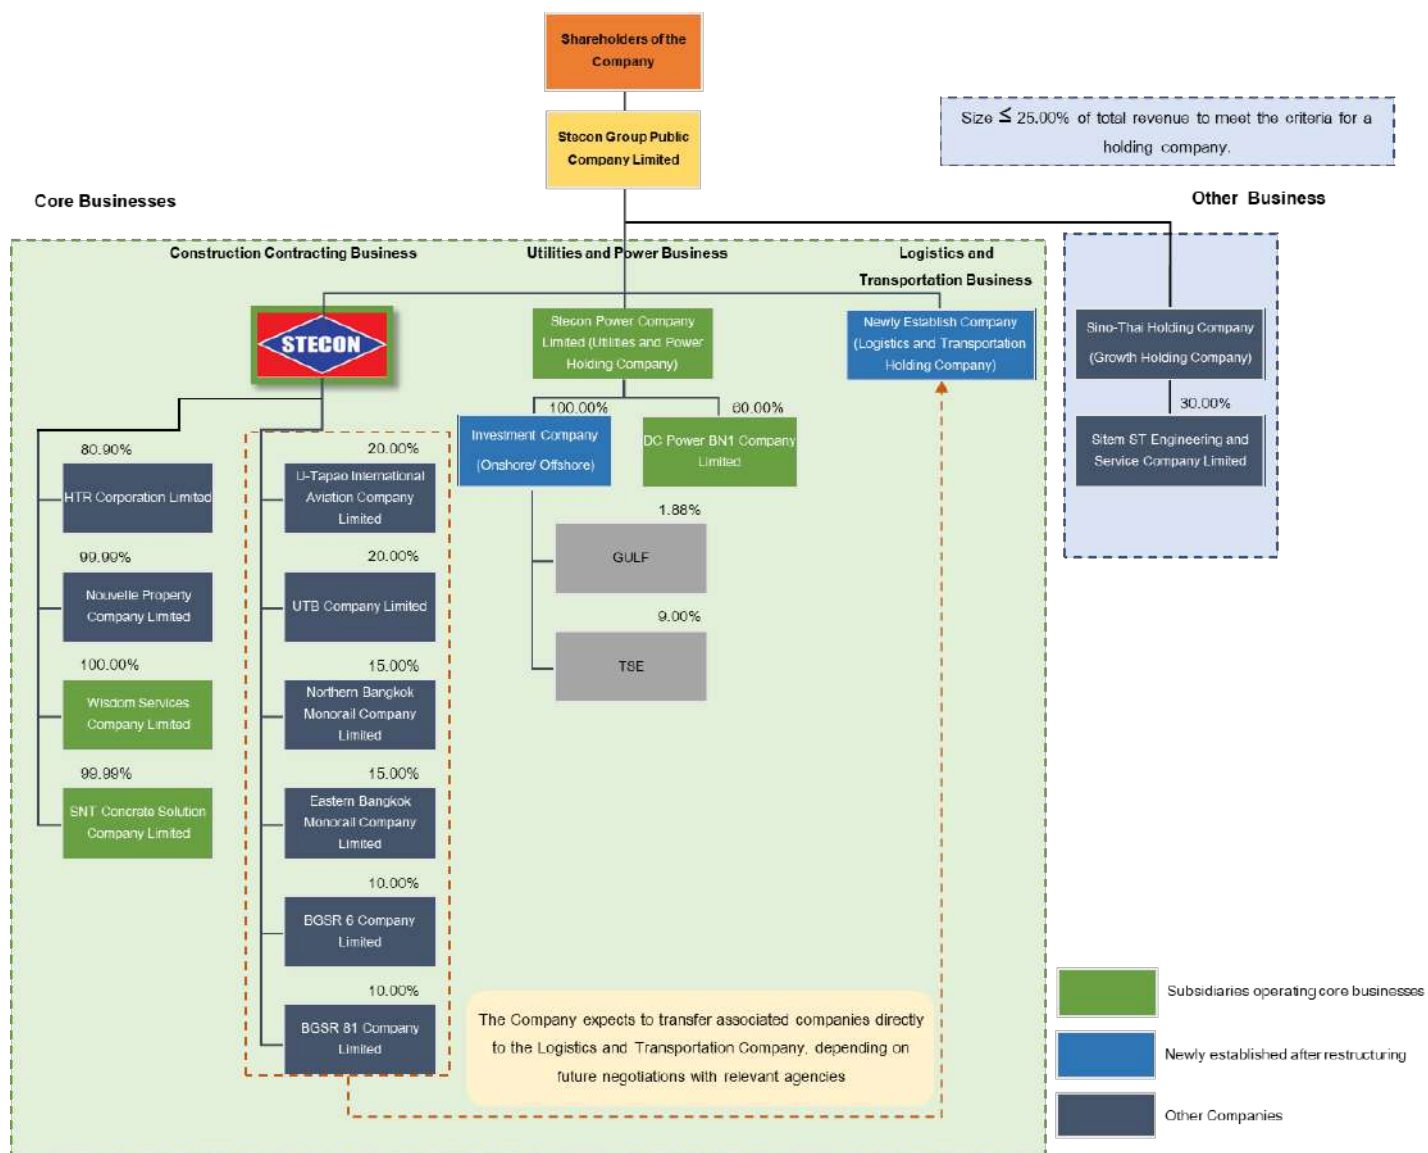 Shareholders of the
Company
Stecon Group Public
Company Limited
Size ≤ 25.00% of total revenue to meet the criteria for a
holding company.
Core Businesses
Other Business
Construction Contracting Business
Utilities and Power Business
Logistics and
Transportation Business
STECON
Stecon Power Company
Limited (Utilities and Power
Holding Company)
Newly Establish Company
(Logistics and Transportation
Holding Company)
Sino-Thai Holding Company
(Growth Holding Company)
30.00%
Sitem ST Engineering and
Service Company Limited
100.00%
Investment Company
(Onshore/ Offshore)
60.00%
DC Power BN1 Company
Limited
1.88%
GULF
9.00%
TSE
80.90%
HTR Corporation Limited
99.99%
Nouvelle Property
Company Limited
100.00%
Wisdom Services
Company Limited
99.99%
SNT Concrete Solution
Company Limited
20.00%
U-Tapao International
Aviation Company
Limited
20.00%
UTB Company Limited
15.00%
Northern Bangkok
Monorail Company
Limited
15.00%
Eastern Bangkok
Monorail Company
Limited
10.00%
BGSR 6 Company
Limited
10.00%
BGSR 81 Company
Limited
The Company expects to transfer associated companies directly
to the Logistics and Transportation Company, depending on
future negotiations with relevant agencies
Subsidiaries operating core businesses
Newly established after restructuring
Other Companies